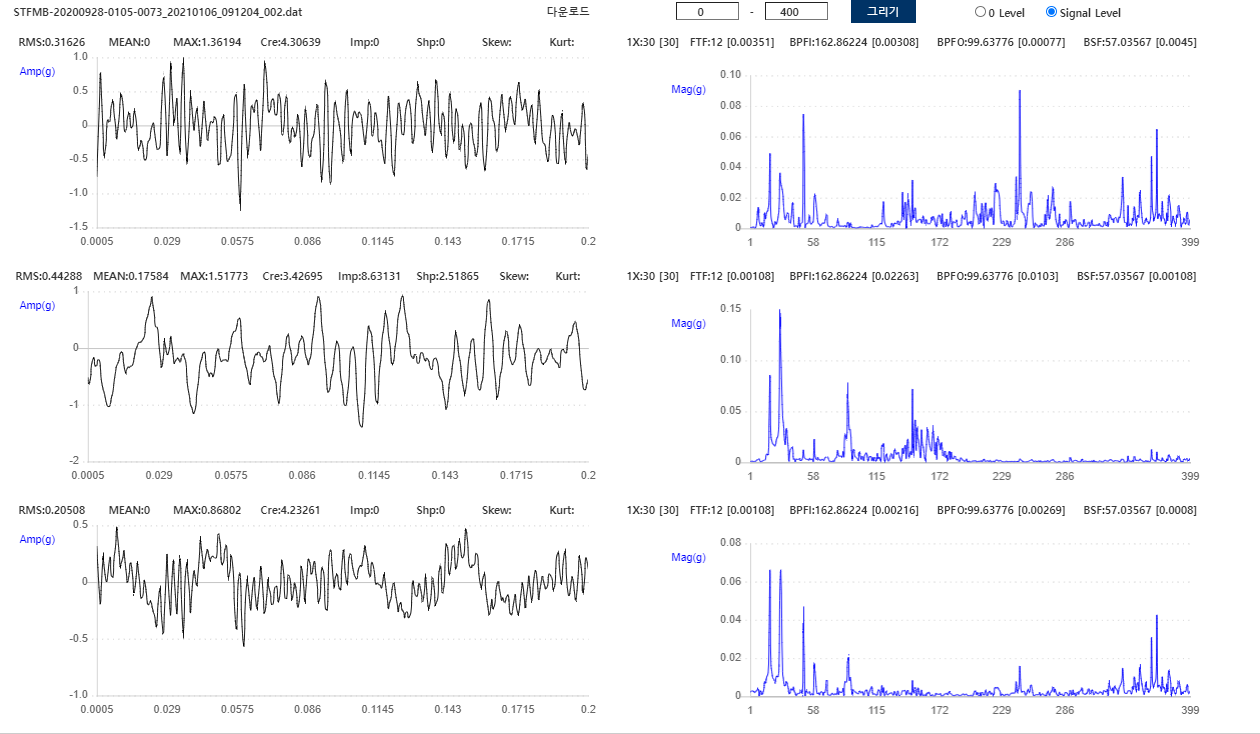 STFMB-20200928-0105-0073_20210106_091204_002.dat 다운로드 0 - 400 그리기 0 Level Signal Level
RMS:0.31626 MEAN:0 MAX:1.36194 Cre:4.30639 Imp:0 Shp:0 Skew: Kurt:
Amp(g)
1.0
0.5
0
-0.5
-1.0
-1.5
0.0005 0.029 0.0575 0.086 0.1145 0.143 0.1715 0.2
1X:30 [30] FTF:12 [0.00351] BPFI:162.86224 [0.00308] BPFO:99.63776 [0.00077] BSF:57.03567 [0.0045]
Mag(g)
0.10
0.08
0.06
0.04
0.02
0
1 58 115 172 229 286 399
RMS:0.44288 MEAN:0.17584 MAX:1.51773 Cre:3.42695 Imp:8.63131 Shp:2.51865 Skew: Kurt:
Amp(g)
1
0
-1
-2
0.0005 0.029 0.0575 0.086 0.1145 0.143 0.1715 0.2
1X:30 [30] FTF:12 [0.00108] BPFI:162.86224 [0.02263] BPFO:99.63776 [0.0103] BSF:57.03567 [0.00108]
Mag(g)
0.15
0.10
0.05
0
1 58 115 172 229 286 399
RMS:0.20508 MEAN:0 MAX:0.86802 Cre:4.23261 Imp:0 Shp:0 Skew: Kurt:
Amp(g)
0.5
0
-0.5
-1.0
0.0005 0.029 0.0575 0.086 0.1145 0.143 0.1715 0.2
1X:30 [30] FTF:12 [0.00108] BPFI:162.86224 [0.00216] BPFO:99.63776 [0.00269] BSF:57.03567 [0.0008]
Mag(g)
0.08
0.06
0.04
0.02
0
1 58 115 172 229 286 399